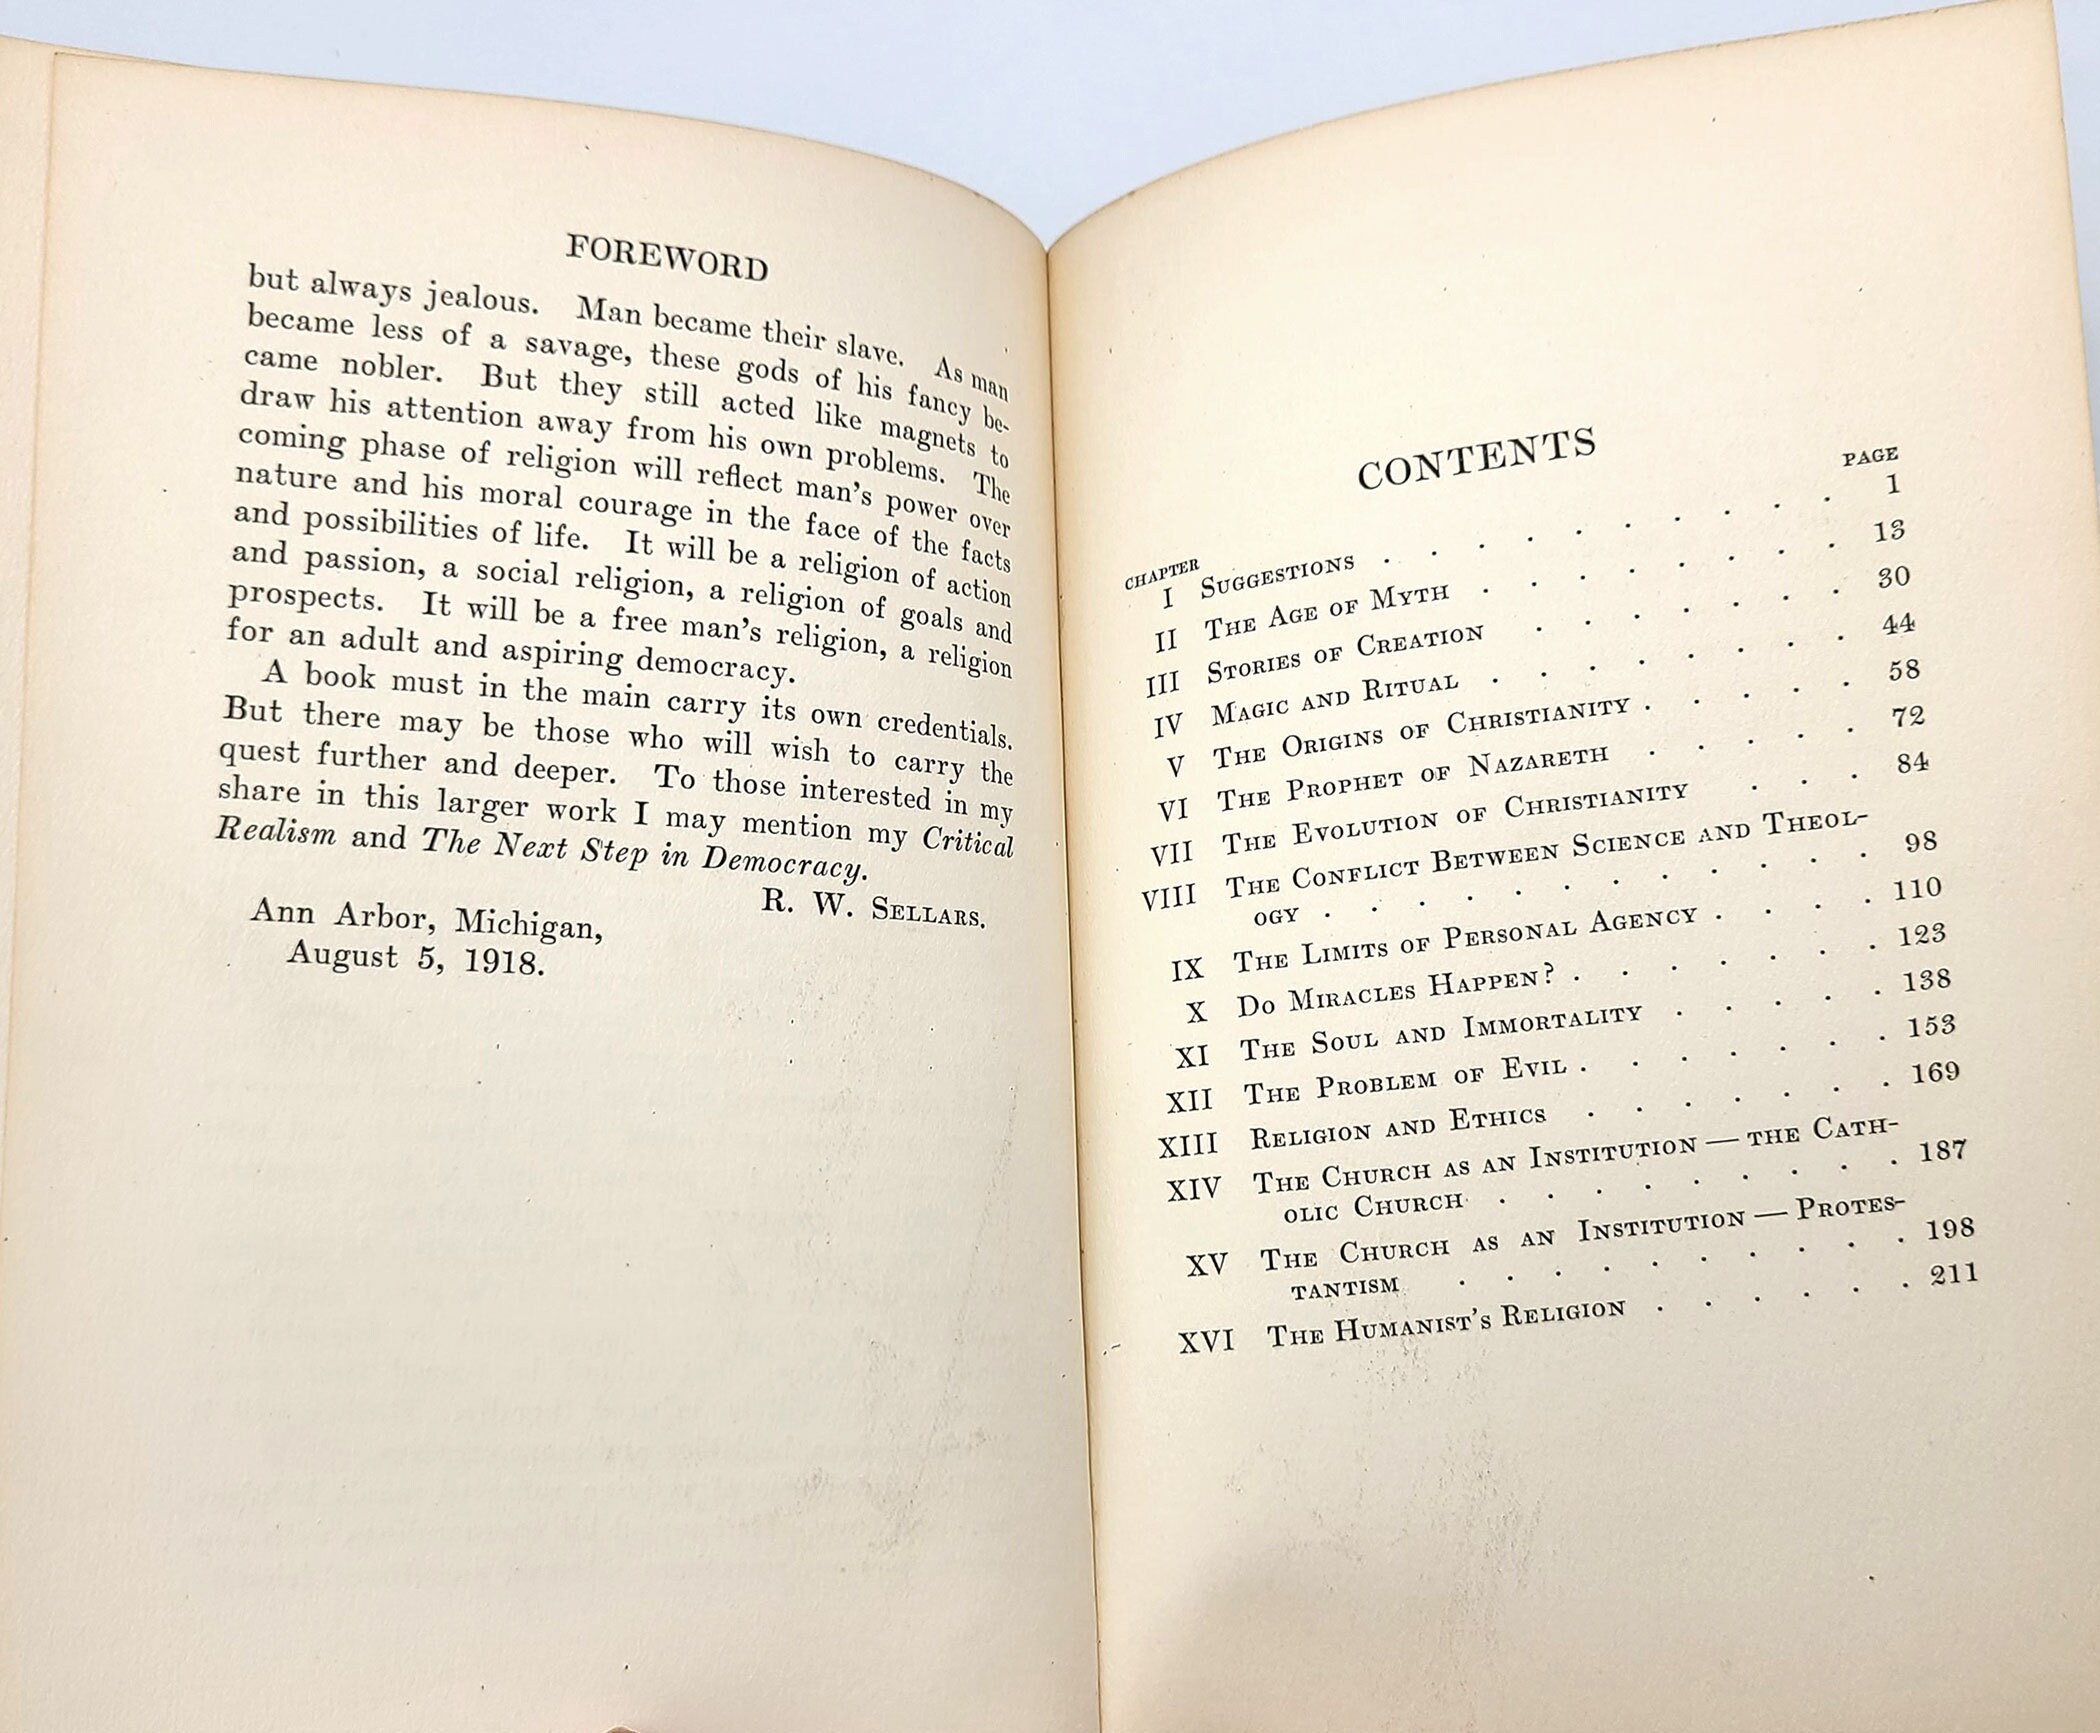 FOREWORD
but always jealous. Man became their slave. As man
became less of a savage, these gods of his fancy be-
came nobler. But they still acted like magnets to
draw his attention away from his own problems. The
coming phase of religion will reflect man's power over
nature and his moral courage in the face of the facts
and possibilities of life. It will be a religion of action
and passion, a social religion, a religion of goals and
prospects. It will be a free man's religion, a religion
for an adult and aspiring democracy.
A book must in the main carry its own credentials.
But there may be those who will wish to carry the
quest further and deeper. To those interested in my
share in this larger work I may mention my Critical
Realism and The Next Step in Democracy.
R. W. SELLARS.
Ann Arbor, Michigan,
August 5, 1918.
CONTENTS
CHAPTER PAGE
I SUGGESTIONS . . . . . . . . . . 1
II THE AGE OF MYTH . . . . . . . . 13
III STORIES OF CREATION . . . . . . . 30
IV MAGIC AND RITUAL . . . . . . . . 44
V THE ORIGINS OF CHRISTIANITY . . . . . 58
VI THE PROPHET OF NAZARETH . . . . . 72
VII THE EVOLUTION OF CHRISTIANITY . . . 84
VIII THE CONFLICT BETWEEN SCIENCE AND THEOL-
OGY . . . . . . . . . . . . 98
IX THE LIMITS OF PERSONAL AGENCY . . . . 110
X DO MIRACLES HAPPEN? . . . . . . . 123
XI THE SOUL AND IMMORTALITY . . . . . 138
XII THE PROBLEM OF EVIL . . . . . . . 153
XIII RELIGION AND ETHICS . . . . . . . 169
XIV THE CHURCH AS AN INSTITUTION — THE CATH-
OLIC CHURCH . . . . . . . . . 187
XV THE CHURCH AS AN INSTITUTION — PROTES-
TANTISM . . . . . . . . . . 198
XVI THE HUMANIST'S RELIGION . . . . . . 211